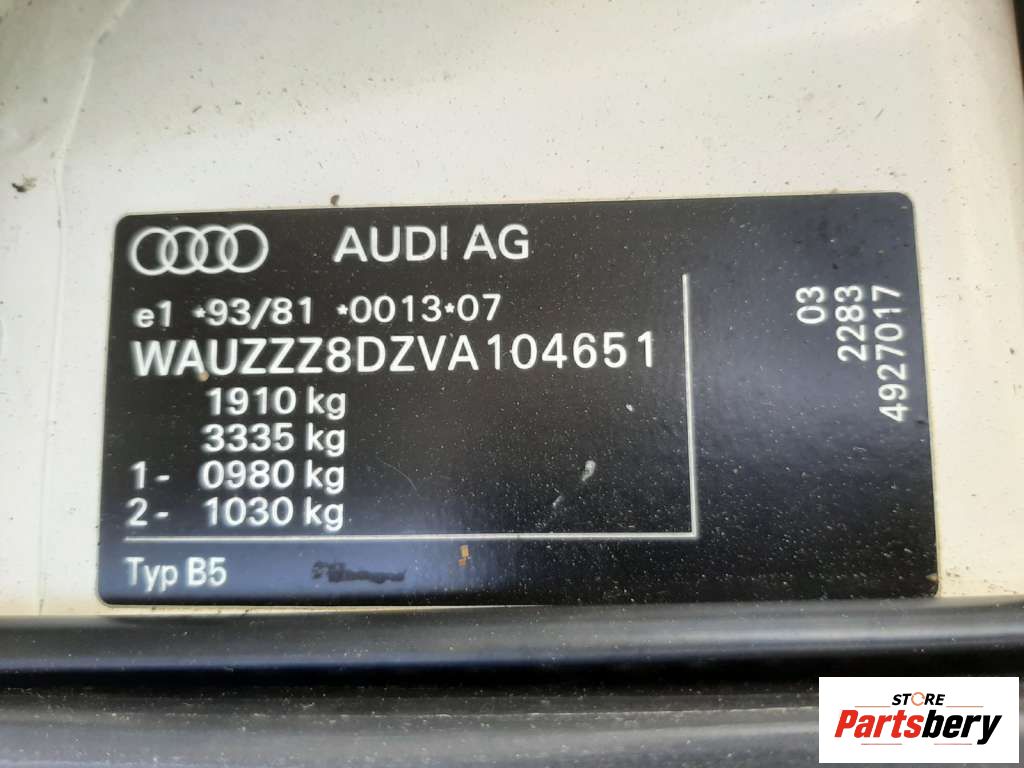 AUDI AG
e1 *93/81 *0013*07
WAUZZZ8DZVA104651
1910 kg
3335 kg
1- 0980 kg
2- 1030 kg
Typ B5
03
2283
4927017
STORE
Partsbery